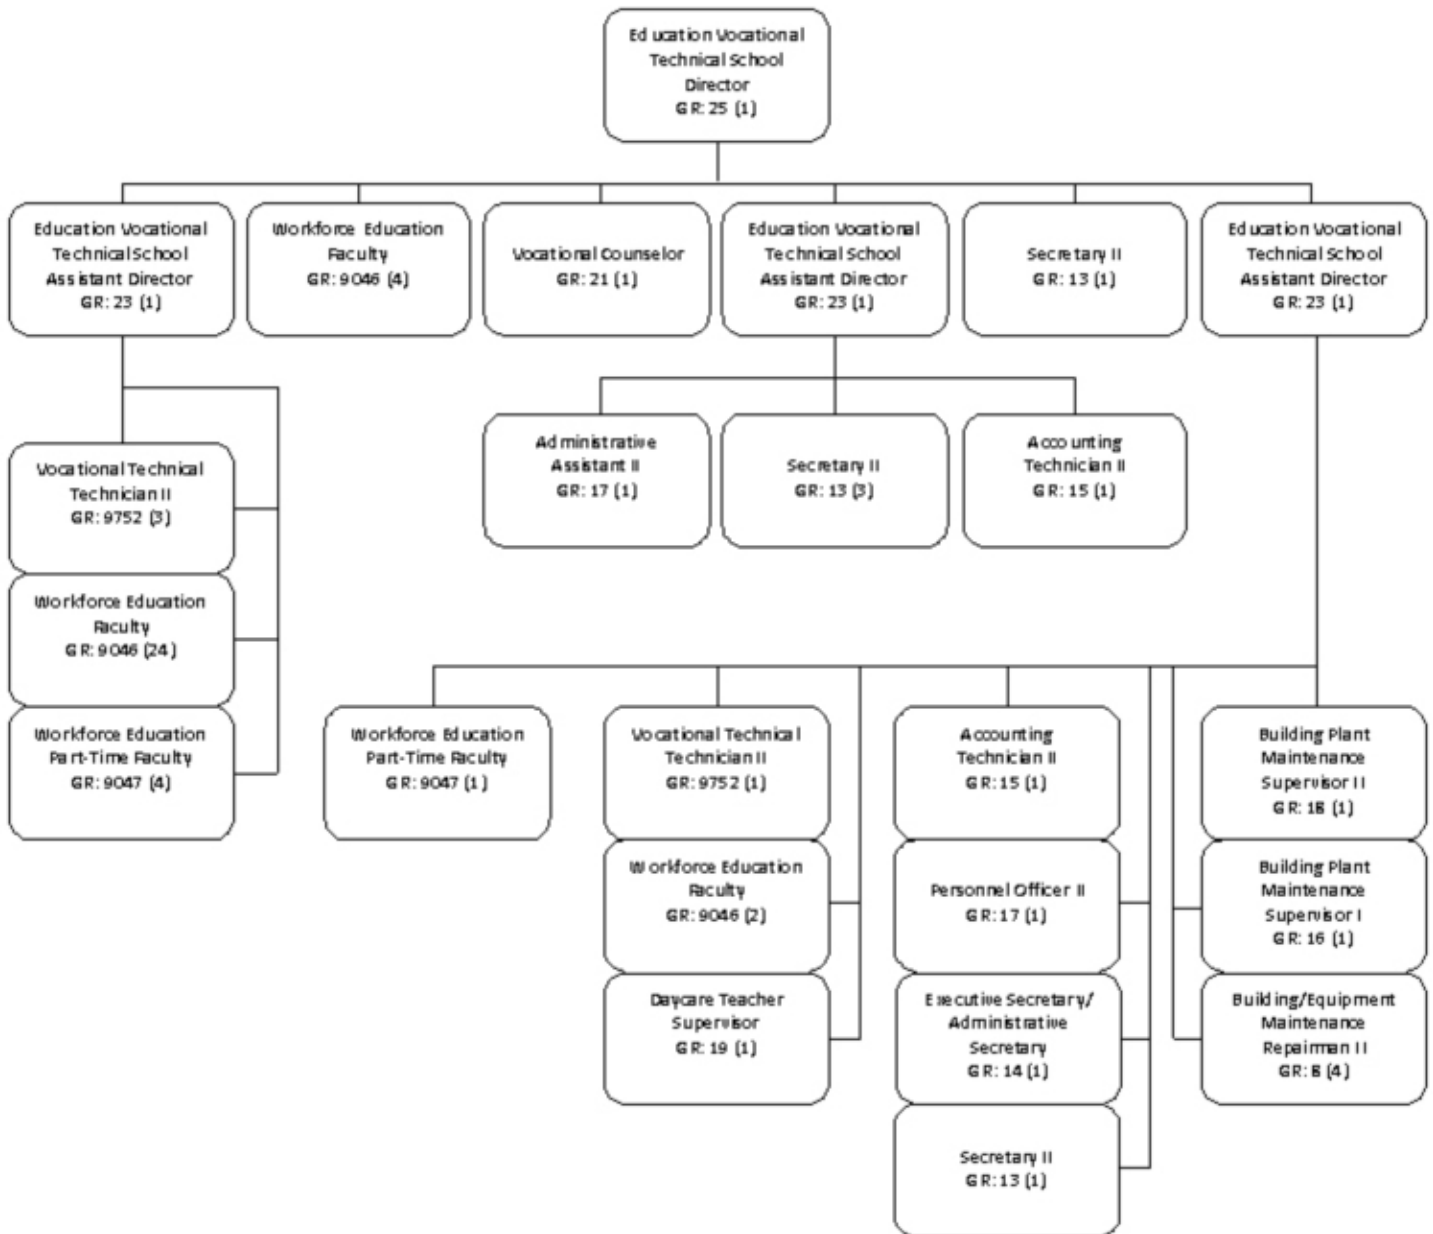 Education Vocational
Technical School
Director
GR: 25 (1)
Education Vocational
Technical School
Assistant Director
GR: 23 (1)
Workforce Education
Faculty
GR: 9046 (4)
Vocational Counselor
GR: 21 (1)
Education Vocational
Technical School
Assistant Director
GR: 23 (1)
Secretary II
GR: 13 (1)
Education Vocational
Technical School
Assistant Director
GR: 23 (1)
Vocational Technical
Technician II
GR: 9752 (3)
Workforce Education
Faculty
GR: 9046 (24)
Workforce Education
Part-Time Faculty
GR: 9047 (4)
Administrative
Assistant II
GR: 17 (1)
Secretary II
GR: 13 (3)
Accounting
Technician II
GR: 15 (1)
Workforce Education
Part-Time Faculty
GR: 9047 (1)
Vocational Technical
Technician II
GR: 9752 (1)
Workforce Education
Faculty
GR: 9046 (2)
Daycare Teacher
Supervisor
GR: 19 (1)
Accounting
Technician II
GR: 15 (1)
Personnel Officer II
GR: 17 (1)
Executive Secretary/
Administrative
Secretary
GR: 14 (1)
Secretary II
GR: 13 (1)
Building Plant
Maintenance
Supervisor II
GR: 18 (1)
Building Plant
Maintenance
Supervisor I
GR: 16 (1)
Building/Equipment
Maintenance
Repairman II
GR: 8 (4)